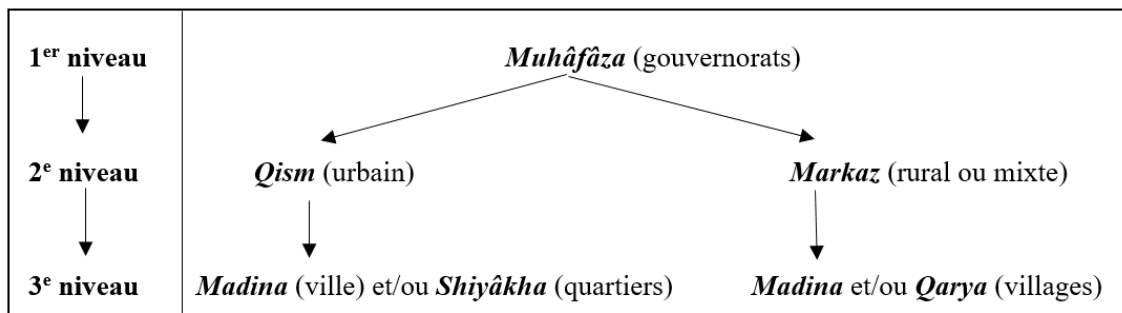 1er niveau Muhâfâza (gouvernorats)
2e niveau Qism (urbain) Markaz (rural ou mixte)
3e niveau Madina (ville) et/ou Shiyâkha (quartiers) Madina et/ou Qarya (villages)